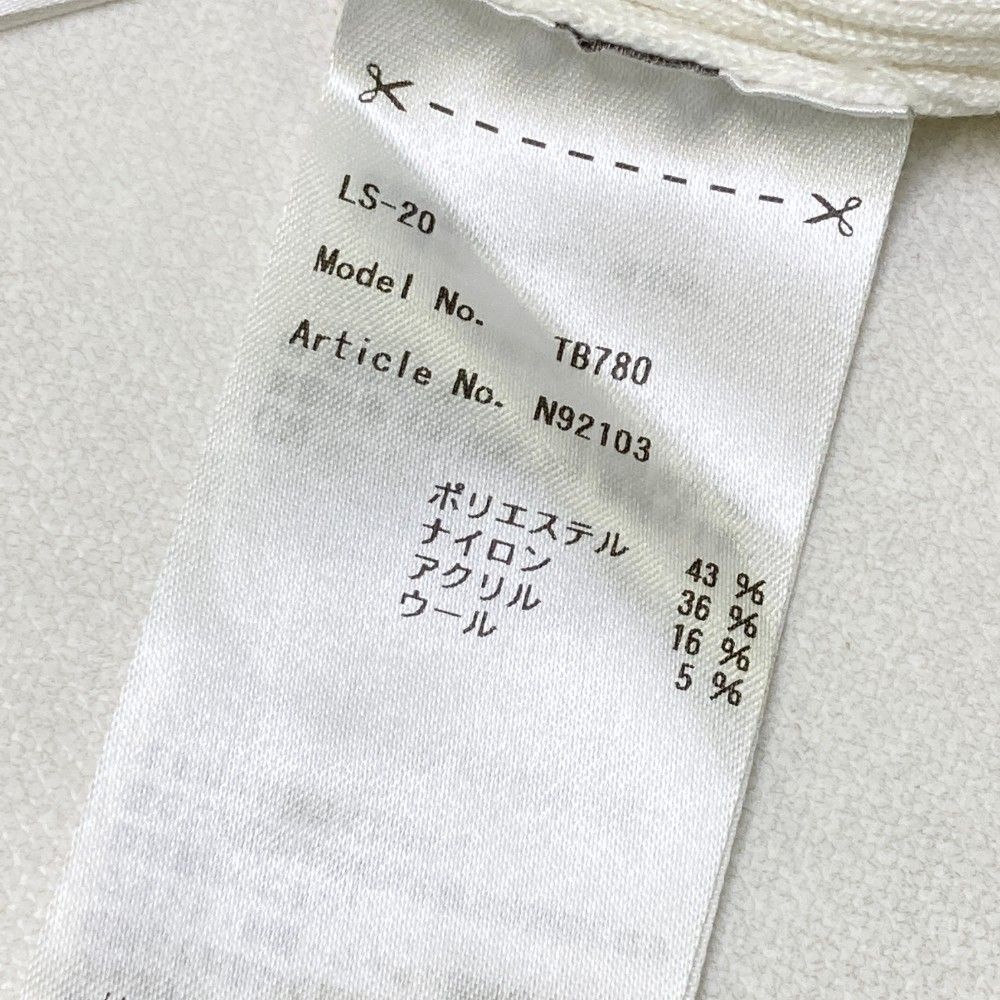 LS-20
Model No. TB780
Article No. N92103
ポリエステル 43 %
ナイロン 36 %
アクリル 16 %
ウール 5 %